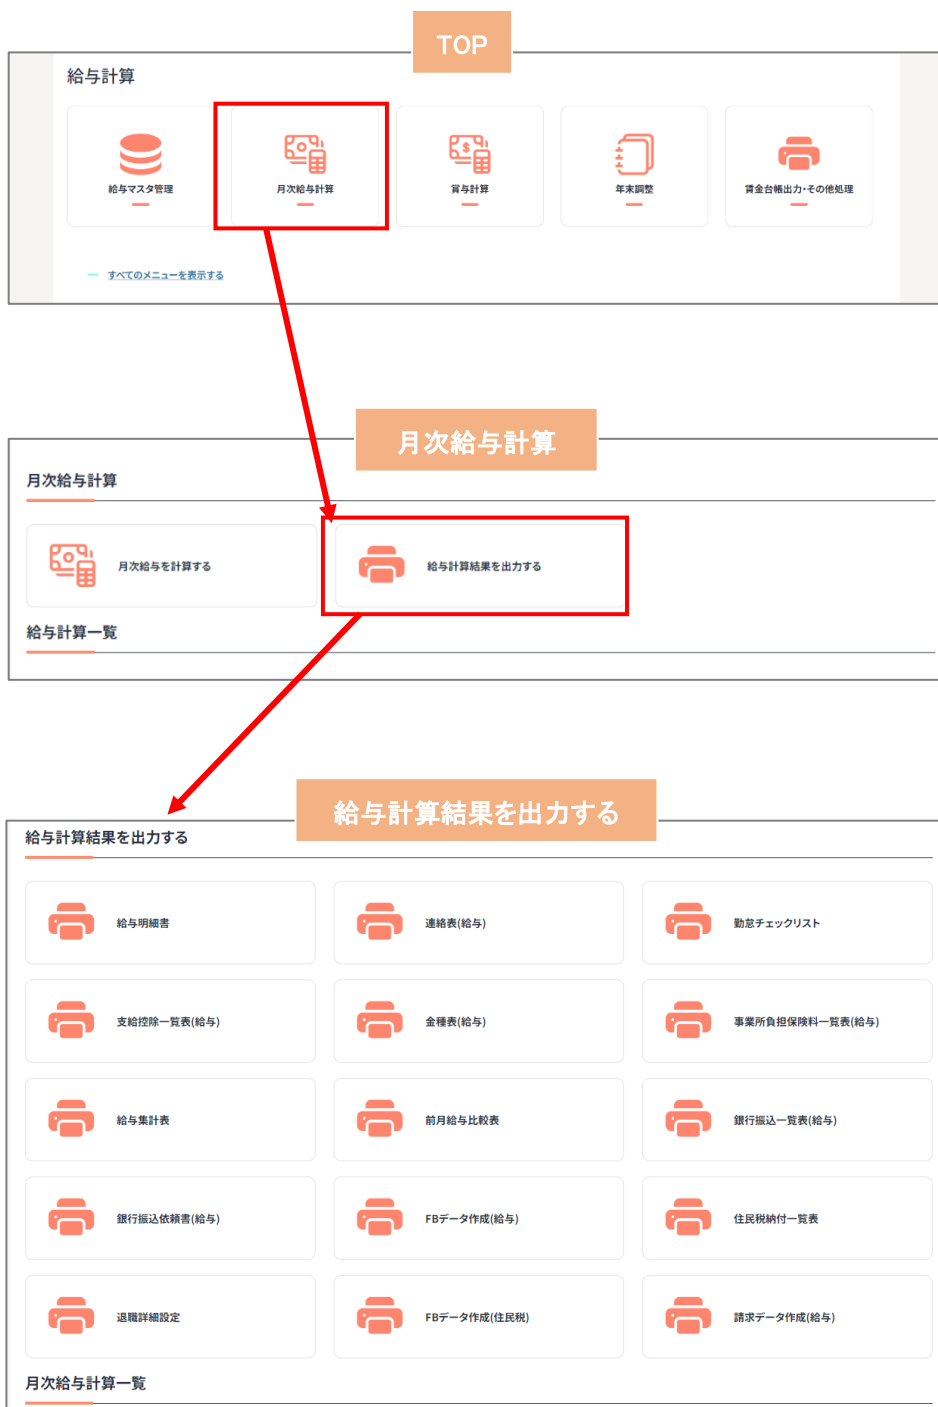 TOP
給与計算
給与マスタ管理
月次給与計算
賞与計算
年末調整
賃金台帳出力・その他処理
すべてのメニューを表示する
月次給与計算
月次給与計算
月次給与を計算する
給与計算結果を出力する
給与計算一覧
給与計算結果を出力する
給与計算結果を出力する
給与明細書
連絡表(給与)
勤怠チェックリスト
支給控除一覧表(給与)
金種表(給与)
事業所負担保険料一覧表(給与)
給与集計表
前月給与比較表
銀行振込一覧表(給与)
銀行振込依頼書(給与)
FBデータ作成(給与)
住民税納付一覧表
退職詳細設定
FBデータ作成(住民税)
請求データ作成(給与)
月次給与計算一覧